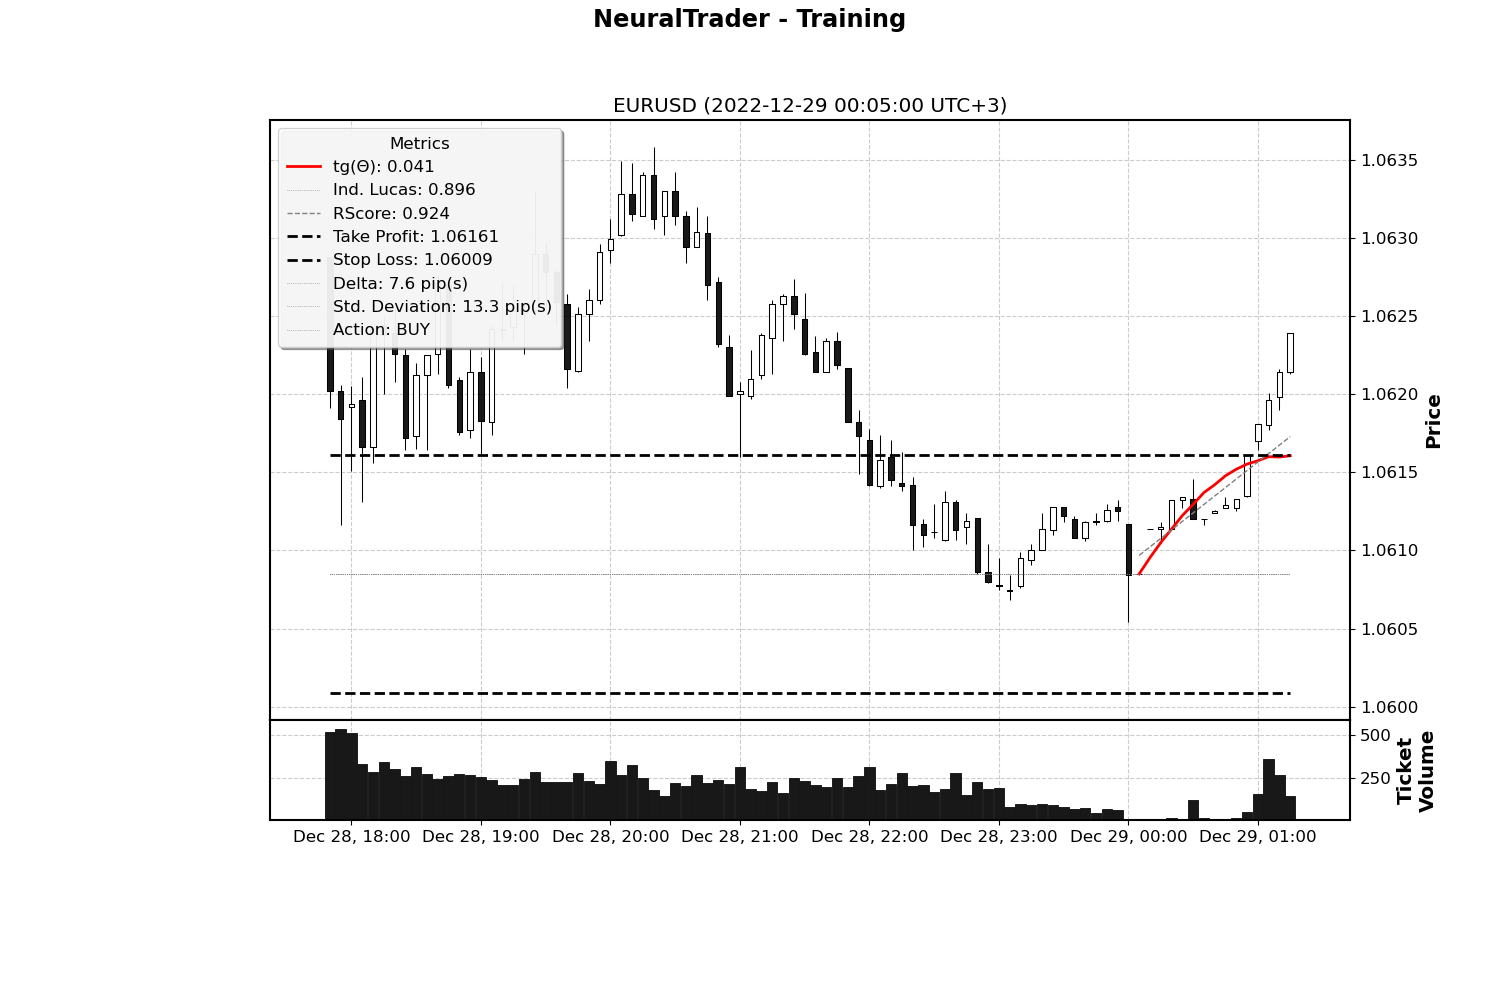 NeuralTrader - Training
EURUSD (2022-12-29 00:05:00 UTC+3)
Metrics
tg(Θ): 0.041
Ind. Lucas: 0.896
RScore: 0.924
Take Profit: 1.06161
Stop Loss: 1.06009
Delta: 7.6 pip(s)
Std. Deviation: 13.3 pip(s)
Action: BUY
1.0635
1.0630
1.0625
1.0620
1.0615
1.0610
1.0605
1.0600
Price
500
250
Ticket
Volume
Dec 28, 18:00 Dec 28, 19:00 Dec 28, 20:00 Dec 28, 21:00 Dec 28, 22:00 Dec 28, 23:00 Dec 29, 00:00 Dec 29, 01:00